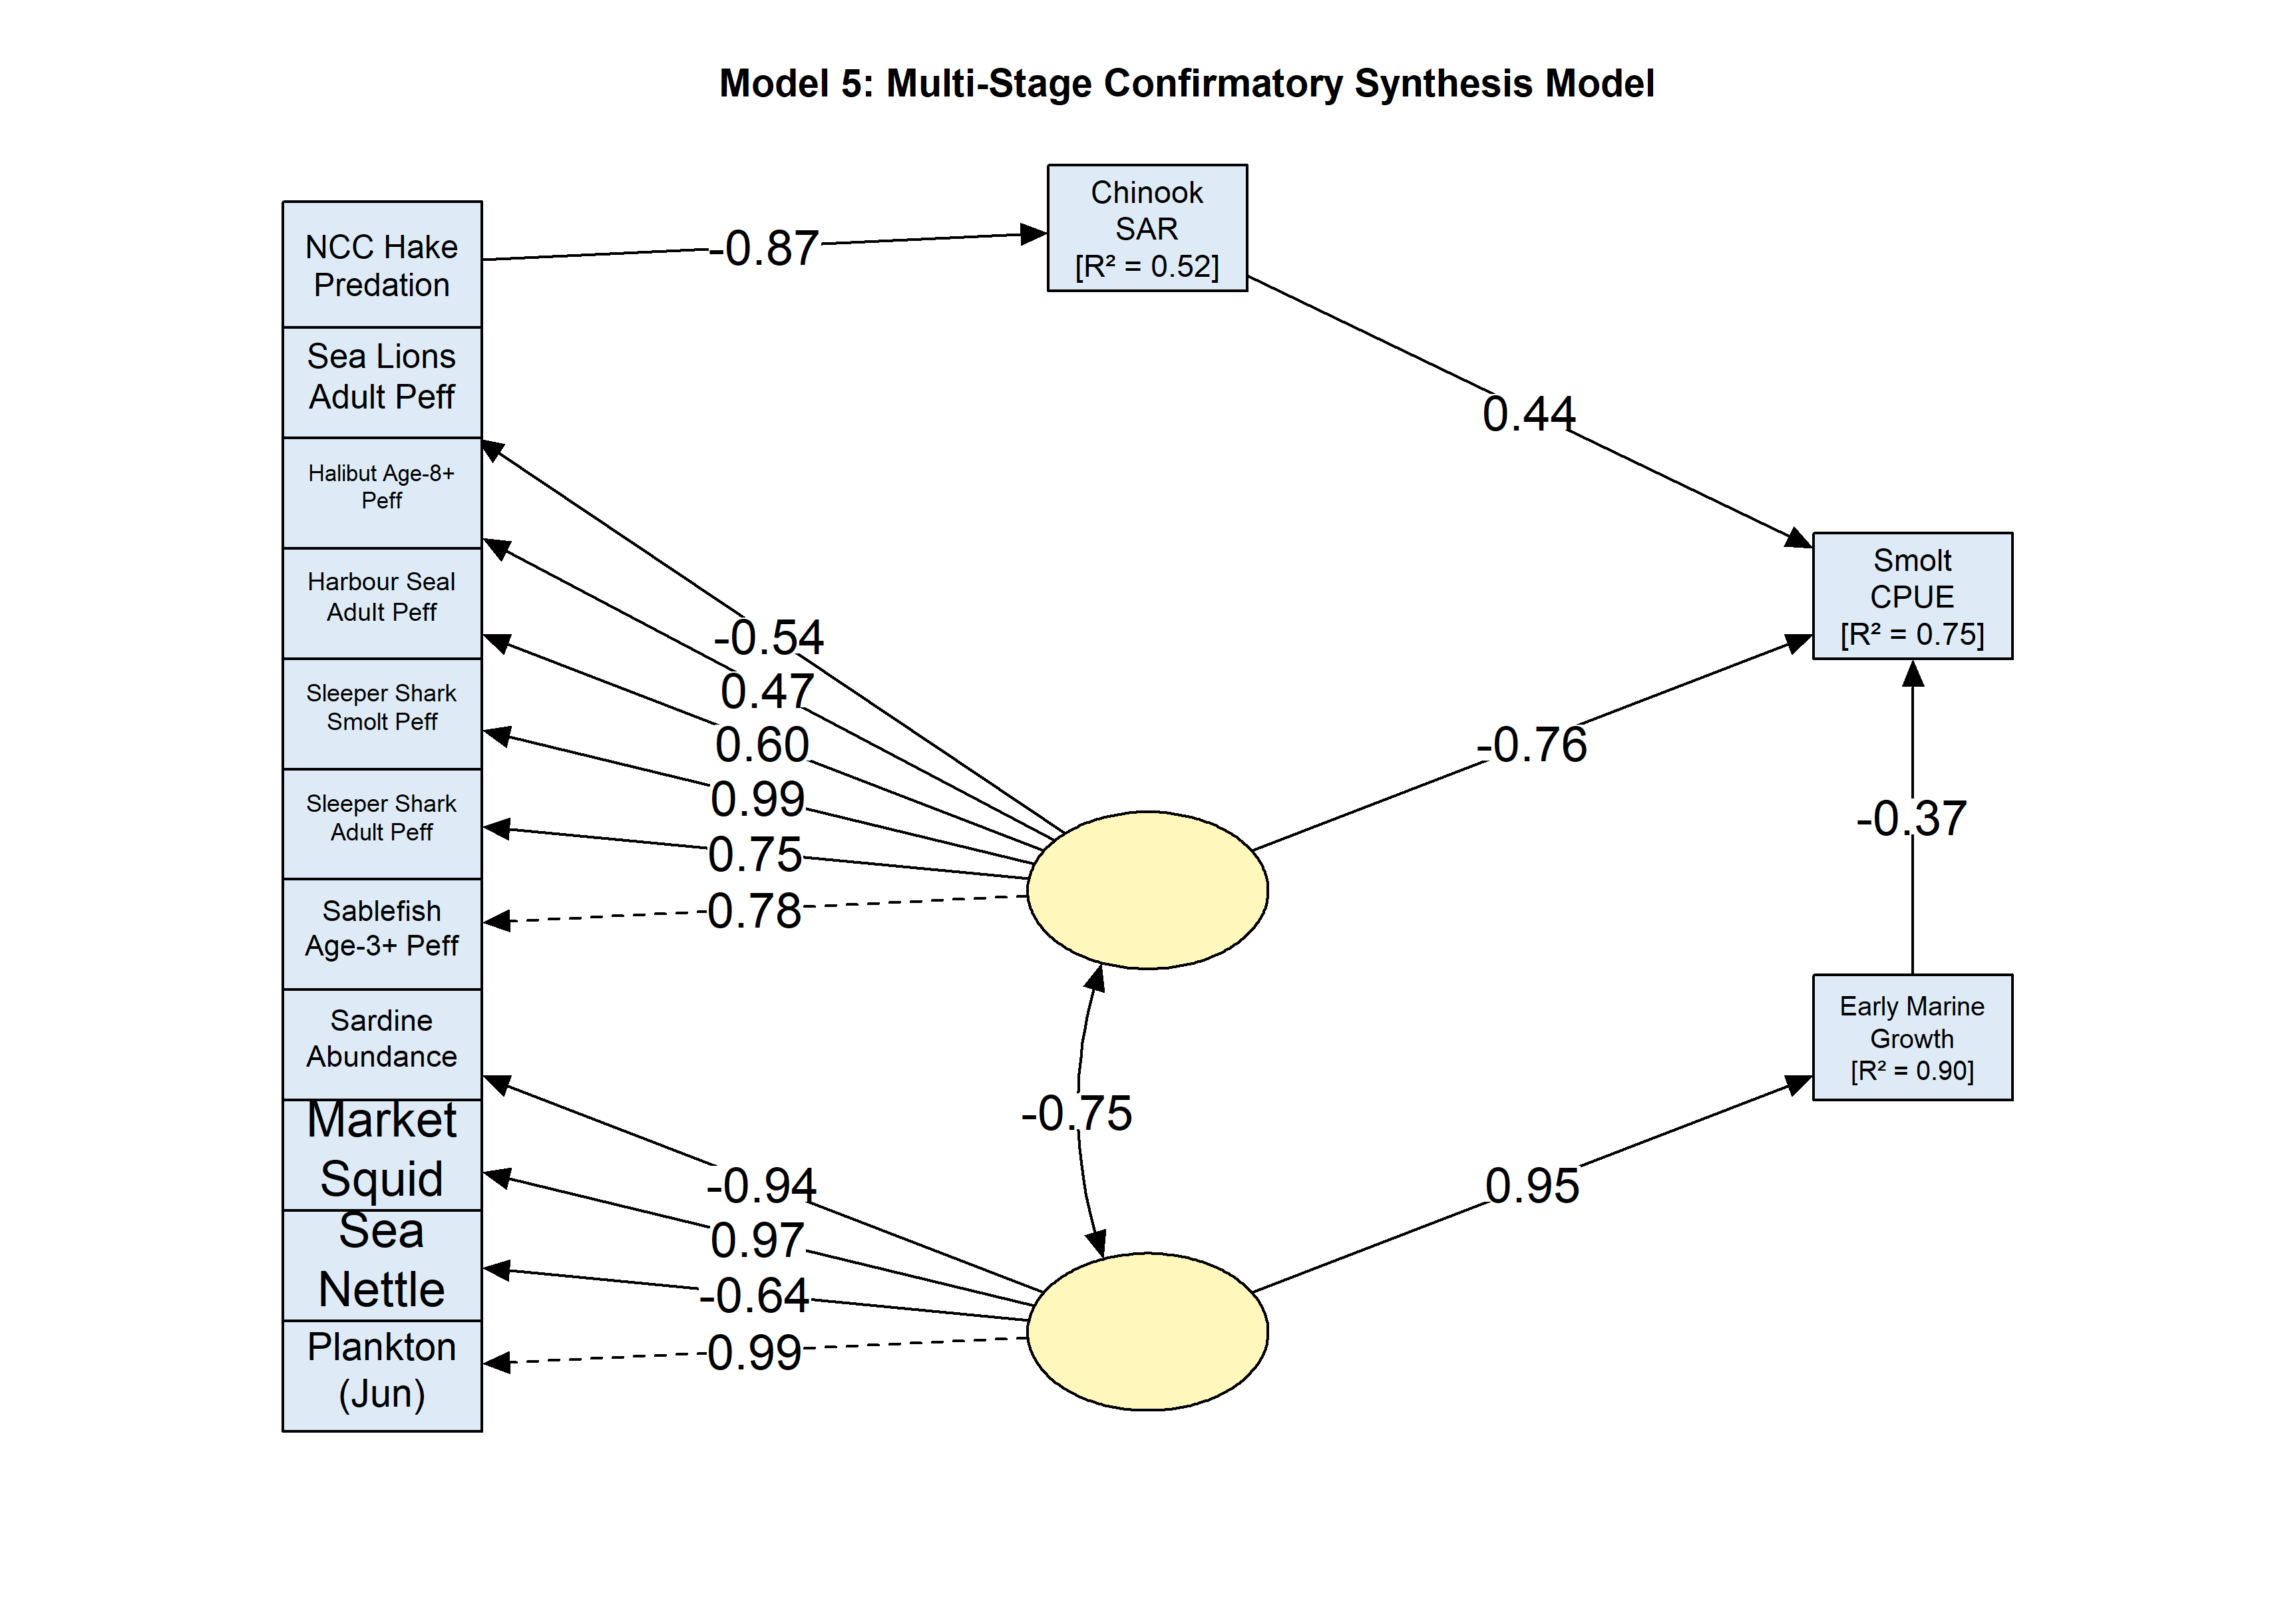 Model 5: Multi-Stage Confirmatory Synthesis Model
NCC Hake
Predation
-0.87
Chinook
SAR
[R² = 0.52]
Sea Lions
Adult Peff
0.44
Halibut Age-8+
Peff
Harbour Seal
Adult Peff
Smolt
CPUE
[R² = 0.75]
Sleeper Shark
Smolt Peff
-0.54
0.47
0.60
0.99
0.75
0.78
-0.76
-0.37
Sleeper Shark
Adult Peff
Sablefish
Age-3+ Peff
Sardine
Abundance
Early Marine
Growth
[R² = 0.90]
-0.75
Market
Squid
Sea
Nettle
-0.94
0.97
-0.64
0.99
0.95
Plankton
(Jun)